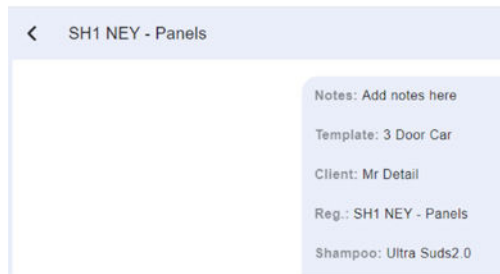 SH1 NEY - Panels
Notes: Add notes here
Template: 3 Door Car
Client: Mr Detail
Reg.: SH1 NEY - Panels
Shampoo: Ultra Suds2.0